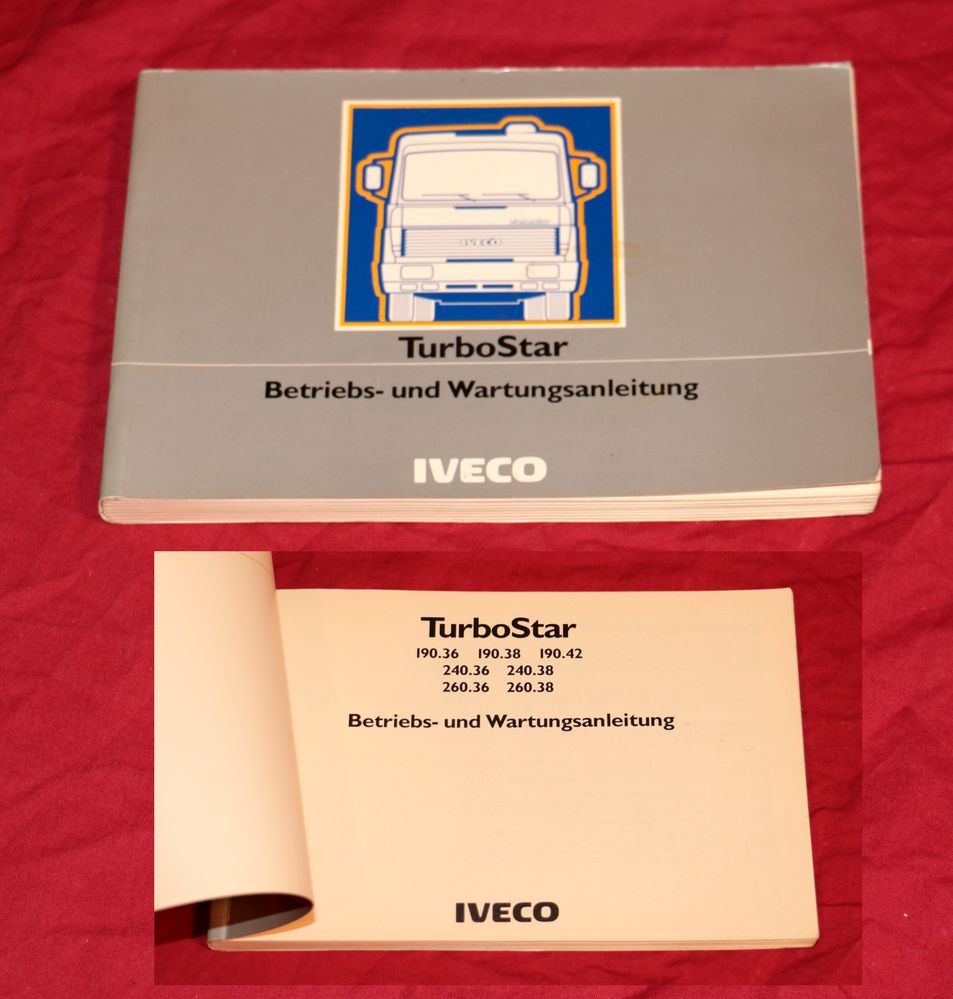 IVECO
TurboStar
Betriebs- und Wartungsanleitung
IVECO
TurboStar
190.36 190.38 190.42
240.36 240.38
260.36 260.38
Betriebs- und Wartungsanleitung
IVECO